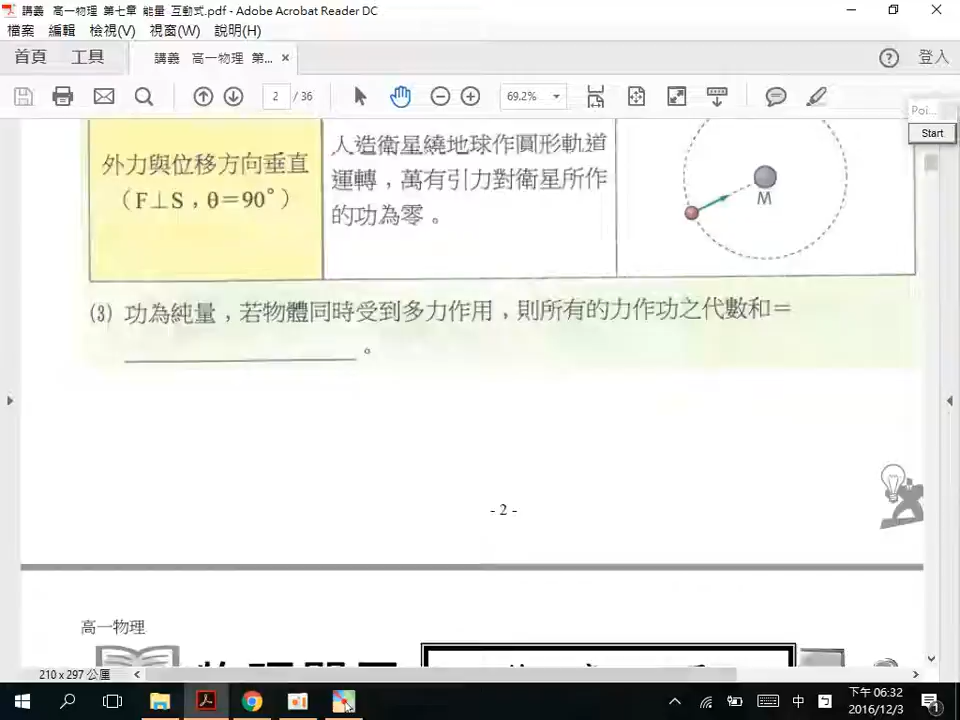 講義 高一物理 第七章 能量 互動式.pdf - Adobe Acrobat Reader DC
檔案 編輯 檢視(V) 視窗(W) 說明(H)
首頁 工具 講義 高一物理 第... × ? 登入
2 / 36 69.2%
Poi...
Start
外力與位移方向垂直
（F⊥S，θ＝90°）
人造衛星繞地球作圓形軌道
運轉，萬有引力對衛星所作
的功為零。
M
(3) 功為純量，若物體同時受到多力作用，則所有的力作功之代數和＝
。
- 2 -
高一物理
210 x 297 公厘
中
下午 06:32
2016/12/3
1